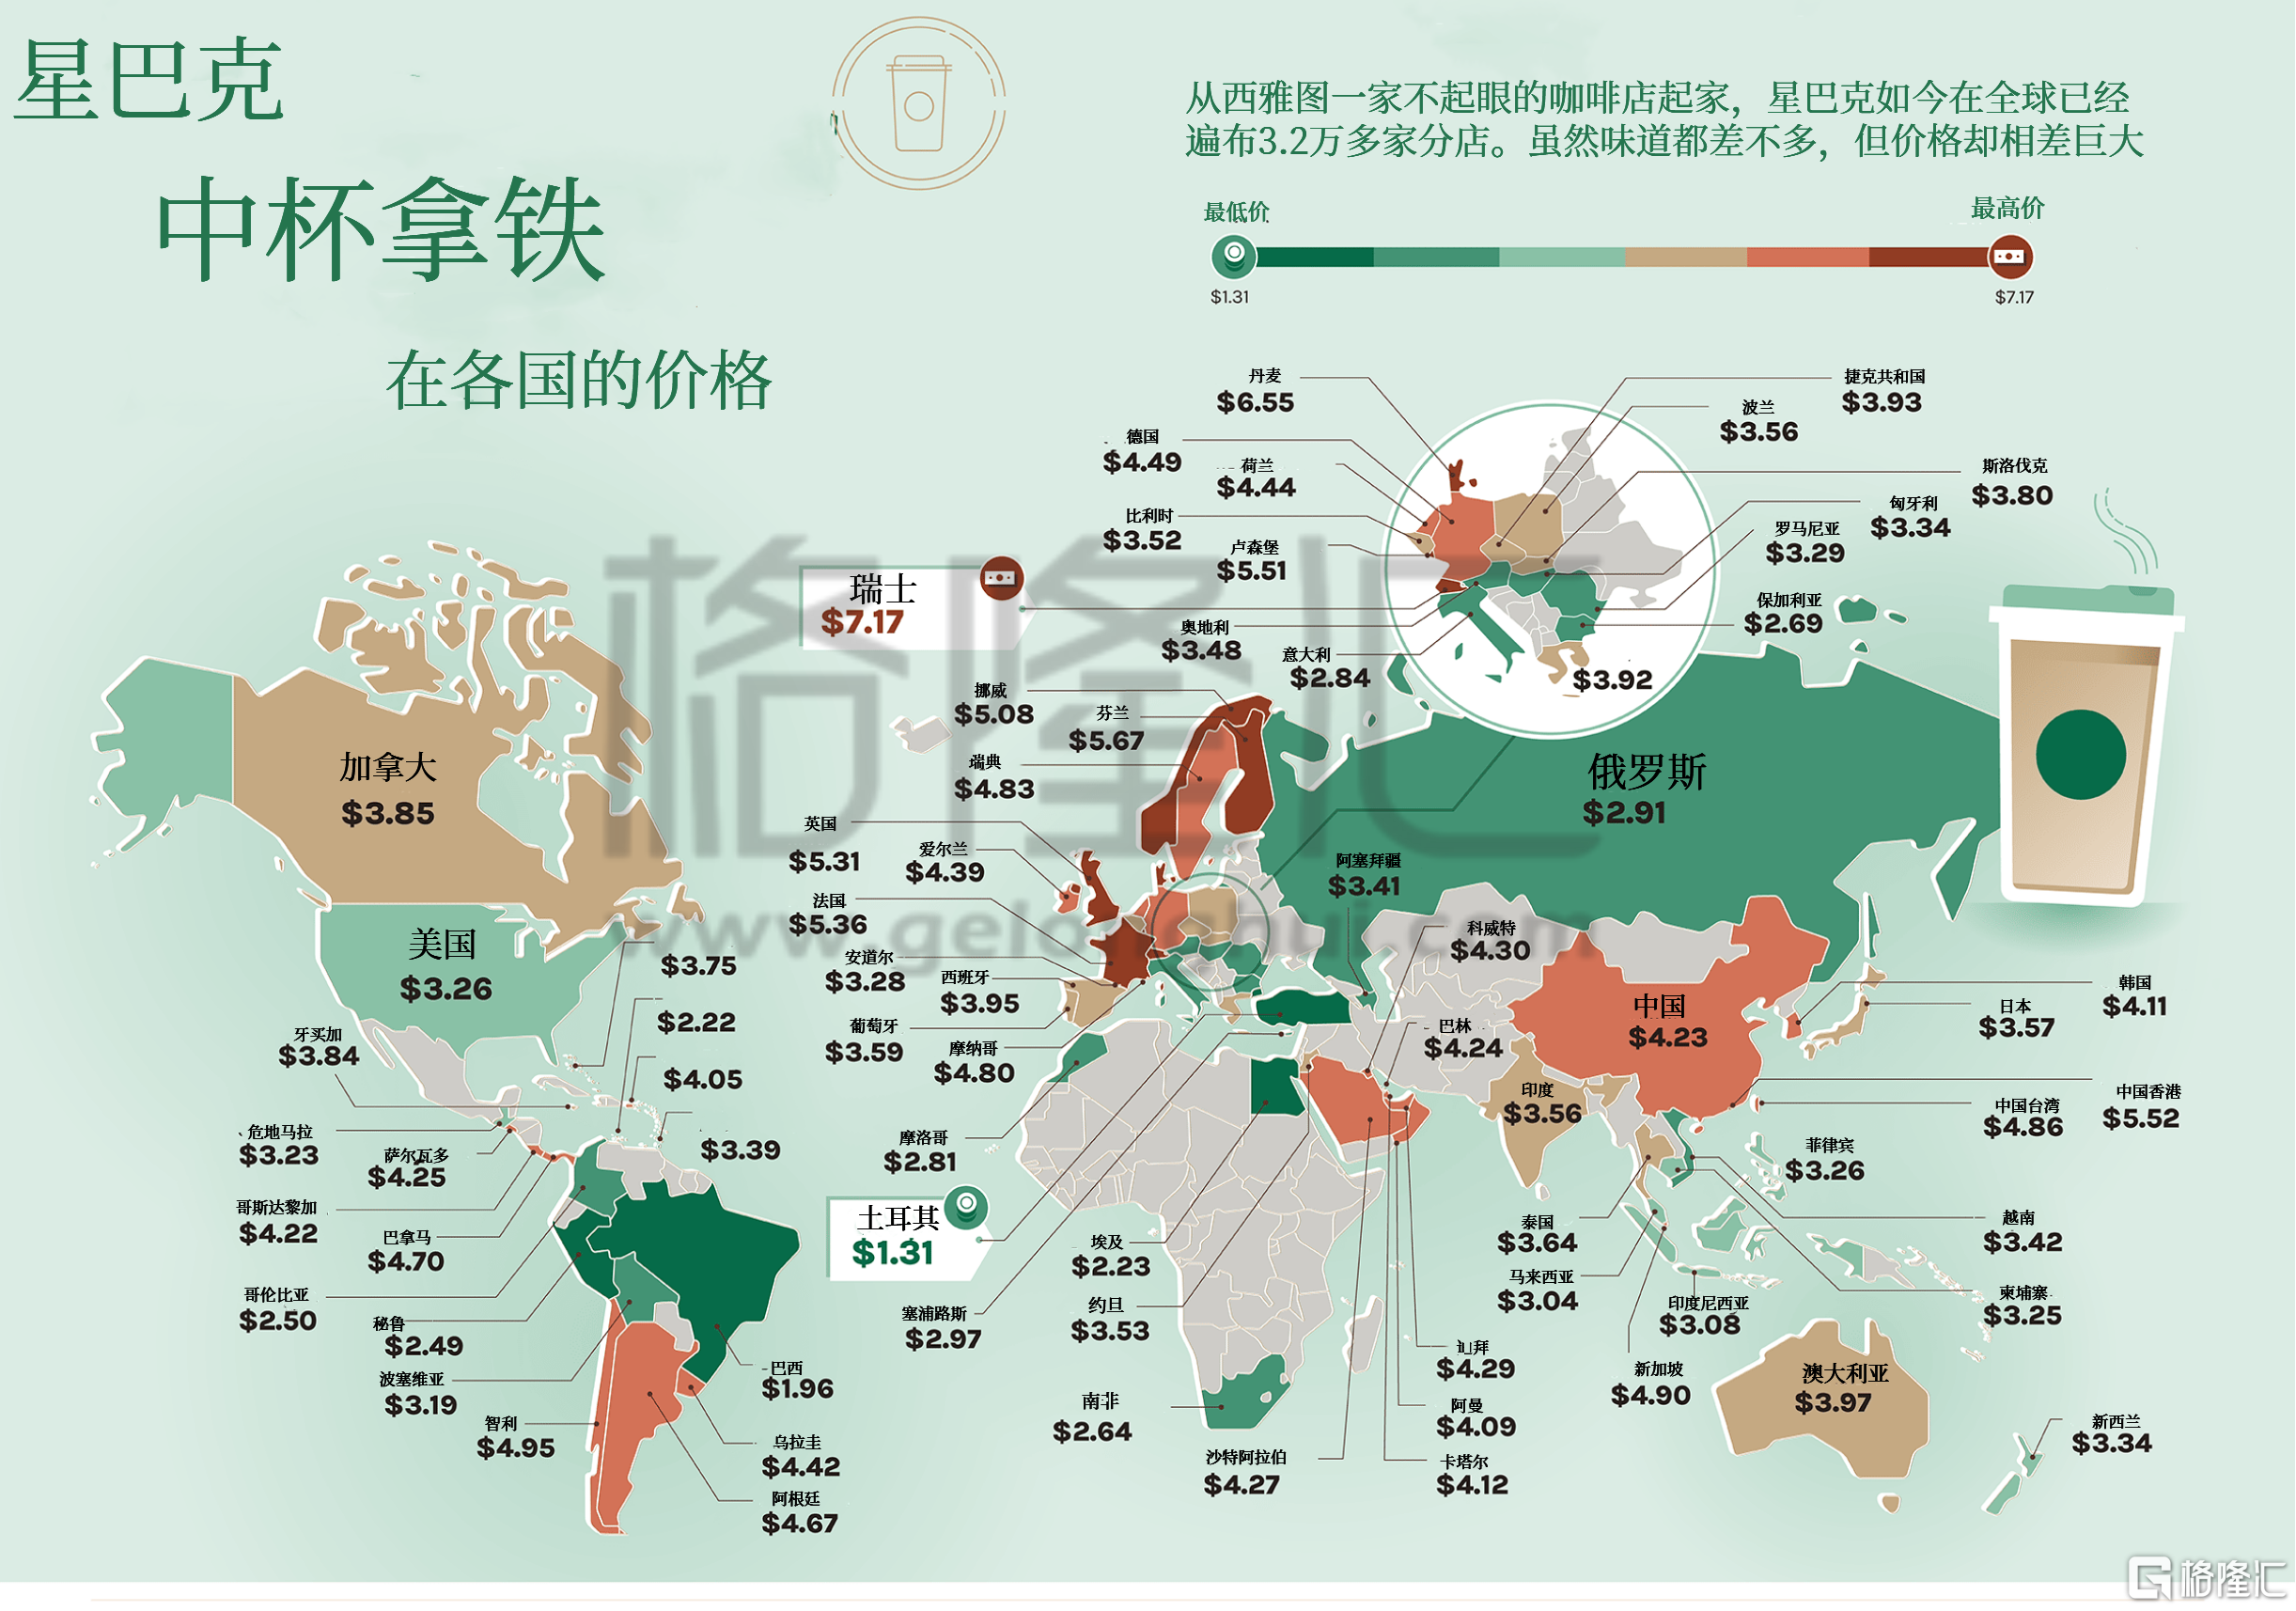 星巴克
中杯拿铁
在各国的价格
从西雅图一家不起眼的咖啡店起家，星巴克如今在全球已经
遍布3.2万多家分店。虽然味道都差不多，但价格却相差巨大
最低价
最高价
$1.31
$7.17
丹麦
$6.55
捷克共和国
$3.93
波兰
$3.56
德国
$4.49
荷兰
$4.44
斯洛伐克
$3.80
匈牙利
$3.34
比利时
$3.52
罗马尼亚
$3.29
卢森堡
$5.51
瑞士
$7.17
保加利亚
$2.69
奥地利
$3.48
意大利
$2.84
$3.92
挪威
$5.08
芬兰
$5.67
瑞典
$4.83
加拿大
$3.85
俄罗斯
$2.91
英国
$5.31
爱尔兰
$4.39
阿塞拜疆
$3.41
法国
$5.36
美国
$3.26
科威特
$4.30
安道尔
$3.28
西班牙
$3.95
$3.75
$2.22
$4.05
$3.39
葡萄牙
$3.59
摩纳哥
$4.80
巴林
$4.24
中国
$4.23
韩国
$4.11
日本
$3.57
牙买加
$3.84
印度
$3.56
中国香港
$5.52
中国台湾
$4.86
危地马拉
$3.23
萨尔瓦多
$4.25
摩洛哥
$2.81
菲律宾
$3.26
哥斯达黎加
$4.22
巴拿马
$4.70
土耳其
$1.31
埃及
$2.23
泰国
$3.64
越南
$3.42
哥伦比亚
$2.50
秘鲁
$2.49
塞浦路斯
$2.97
约旦
$3.53
马来西亚
$3.04
印度尼西亚
$3.08
柬埔寨
$3.25
波塞维亚
$3.19
巴西
$1.96
拜
$4.29
新加坡
$4.90
澳大利亚
$3.97
智利
$4.95
南非
$2.64
阿曼
$4.09
新西兰
$3.34
乌拉圭
$4.42
沙特阿拉伯
$4.27
卡塔尔
$4.12
阿根廷
$4.67
格隆汇
www.gelonghui.com
格隆汇